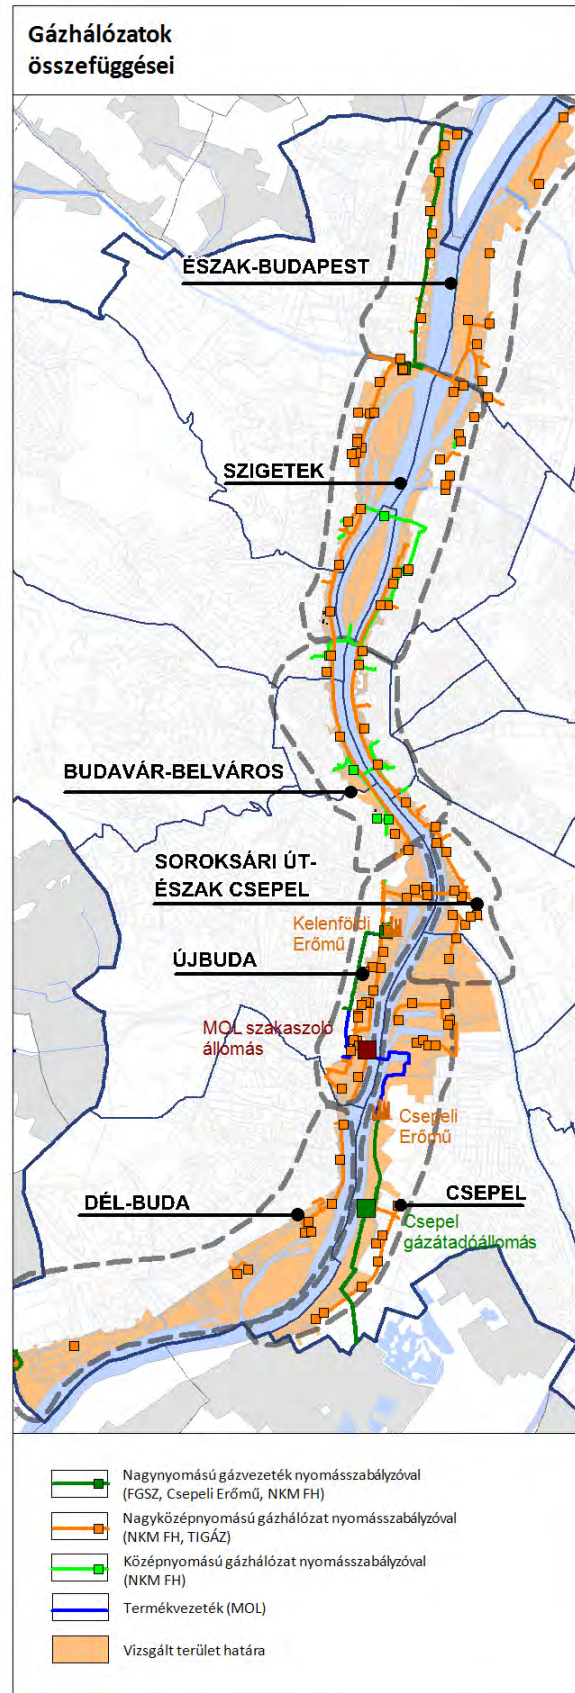 Gázhálózatok
összefüggései
ÉSZAK-BUDAPEST
SZIGETEK
BUDAVÁR-BELVÁROS
SOROKSÁRI ÚT-
ÉSZAK CSEPEL
Kelenföldi
Erőmű
ÚJBUDA
MOL szakaszoló
állomás
Csepeli
Erőmű
CSEPEL
DÉL-BUDA
Csepel
gázátadóállomás
Nagynyomású gázvezeték nyomásszabályzóval
(FGSZ, Csepeli Erőmű, NKM FH)
Nagyközépnyomású gázhálózat nyomásszabályzóval
(NKM FH, TIGÁZ)
Középnyomású gázhálózat nyomásszabályzóval
(NKM FH)
Termékvezeték (MOL)
Vizsgált terület határa